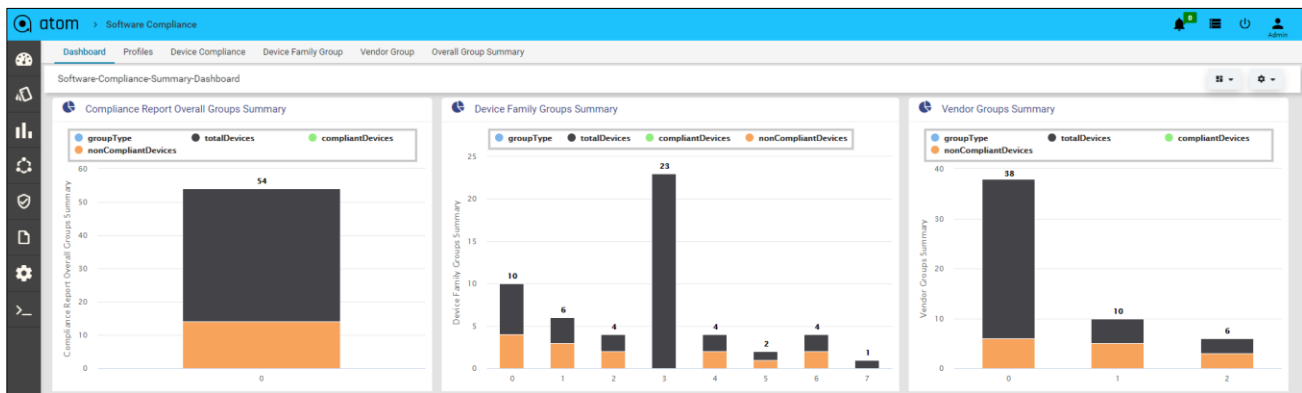 atom > Software Compliance
0
Admin
Dashboard Profiles Device Compliance Device Family Group Vendor Group Overall Group Summary
Software-Compliance-Summary-Dashboard
Compliance Report Overall Groups Summary
groupType totalDevices compliantDevices
nonCompliantDevices
Compliance Report Overall Groups Summary
60
50
40
30
20
10
0
54
0
Device Family Groups Summary
groupType totalDevices compliantDevices nonCompliantDevices
Device Family Groups Summary
25
20
15
10
5
0
10 6 4 23 4 2 4 1
0 1 2 3 4 5 6 7
Vendor Groups Summary
groupType totalDevices compliantDevices
nonCompliantDevices
Vendor Groups Summary
40
30
20
10
0
38 10 6
0 1 2